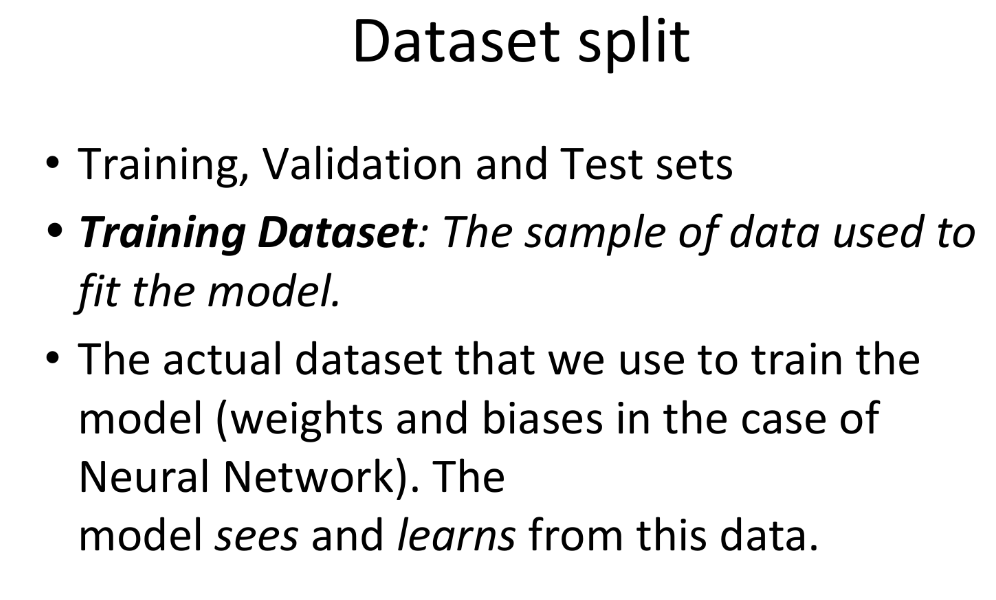 Dataset split
• Training, Validation and Test sets
• Training Dataset: The sample of data used to
fit the model.
• The actual dataset that we use to train the
model (weights and biases in the case of
Neural Network). The
model sees and learns from this data.